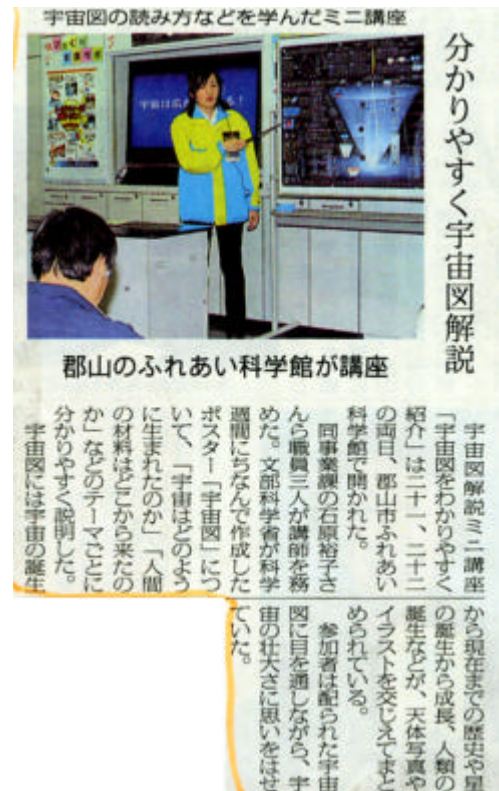 宇宙図の読み方などを学んだミニ講座
分かりやすく宇宙図解説
郡山のふれあい科学館が講座
宇宙図解説ミニ講座
「宇宙図をわかりやすく
紹介」は二十一、二十二
の両日、郡山市ふれあい
科学館で開かれた。
同事業課の石原裕子さ
んら職員三人が講師を務
めた。文部科学省が科学
週間にちなんで作成した
ポスター「宇宙図」につ
いて、「宇宙はどのよう
に生まれたのか」「人間
の材料はどこから来たの
か」などのテーマごとに
分かりやすく説明した。
宇宙図には宇宙の誕生
から現在までの歴史や星
の誕生から成長、人類の
誕生などが、天体写真や
イラストを交じえてまと
められている。
参加者は配られた宇宙
図に目を通しながら、宇
宙の壮大さに思いをはせ
ていた。